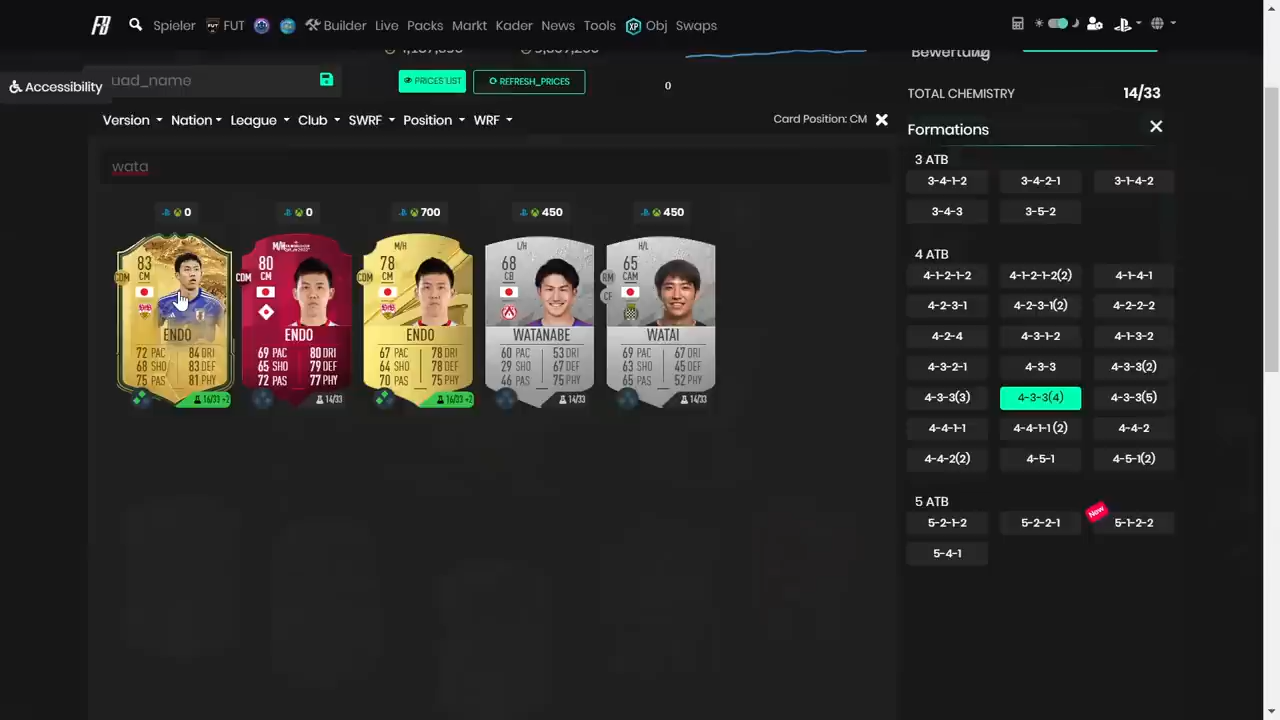 FB Spieler FUT Builder Live Packs Markt Kader News Tools XP Obj Swaps
Bewertung
Accessibility uad_name PRICES LIST REFRESH_PRICES 0
TOTAL CHEMISTRY 14/33
Version Nation League Club SWRF Position WRF Card Position: CM
Formations
wata
3 ATB
3-4-1-2 3-4-2-1 3-1-4-2
3-4-3 3-5-2
4 ATB
4-1-2-1-2 4-1-2-1-2(2) 4-1-4-1
4-2-3-1 4-2-3-1(2) 4-2-2-2
4-2-4 4-3-1-2 4-1-3-2
4-3-2-1 4-3-3 4-3-3(2)
4-3-3(3) 4-3-3(4) 4-3-3(5)
4-4-1-1 4-4-1-1 (2) 4-4-2
4-4-2(2) 4-5-1 4-5-1(2)
5 ATB
New
5-2-1-2 5-2-2-1 5-1-2-2
5-4-1
0 0 700 450 450
83
CM
CDM
ENDO
72 PAC 84 DRI
68 SHO 83 DEF
75 PAS 81 PHY
16/33 +2
M/H
80
CM
CDM
ENDO
69 PAC 80 DRI
65 SHO 79 DEF
72 PAS 77 PHY
14/33
M/H
78
CM
CDM
ENDO
67 PAC 78 DRI
64 SHO 78 DEF
70 PAS 75 PHY
16/33 +2
L/H
68
CB
WATANABE
60 PAC 53 DRI
29 SHO 67 DEF
46 PAS 75 PHY
14/33
H/L
65
CAM
RM
CF
WATAI
69 PAC 67 DRI
63 SHO 45 DEF
65 PAS 52 PHY
14/33